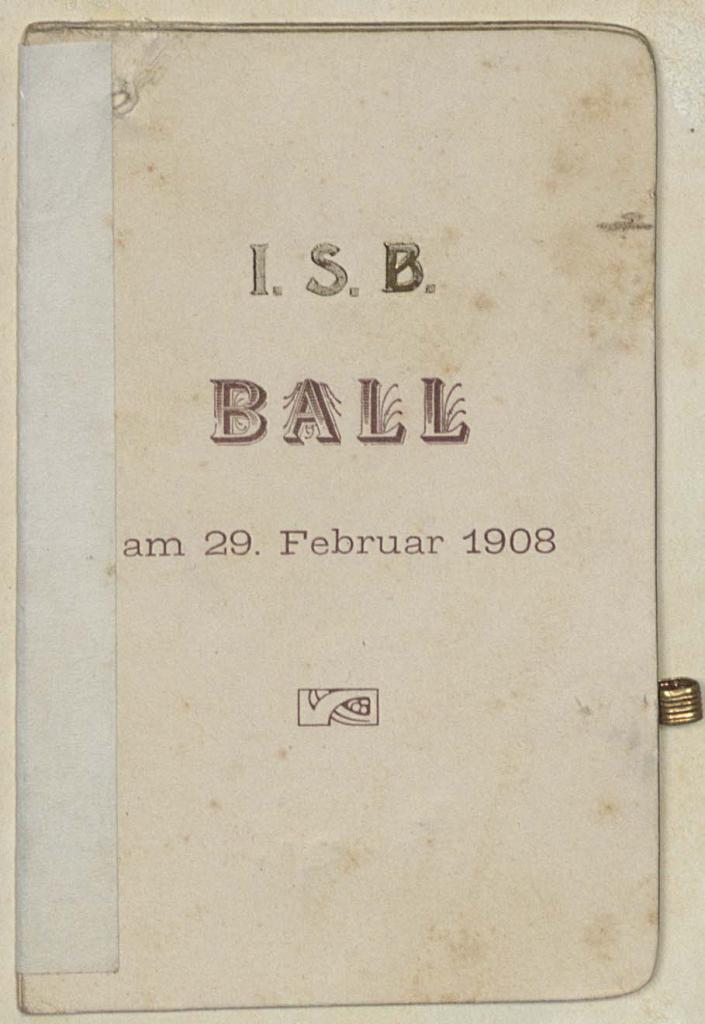 I. S. B.
BALL
am 29. Februar 1908